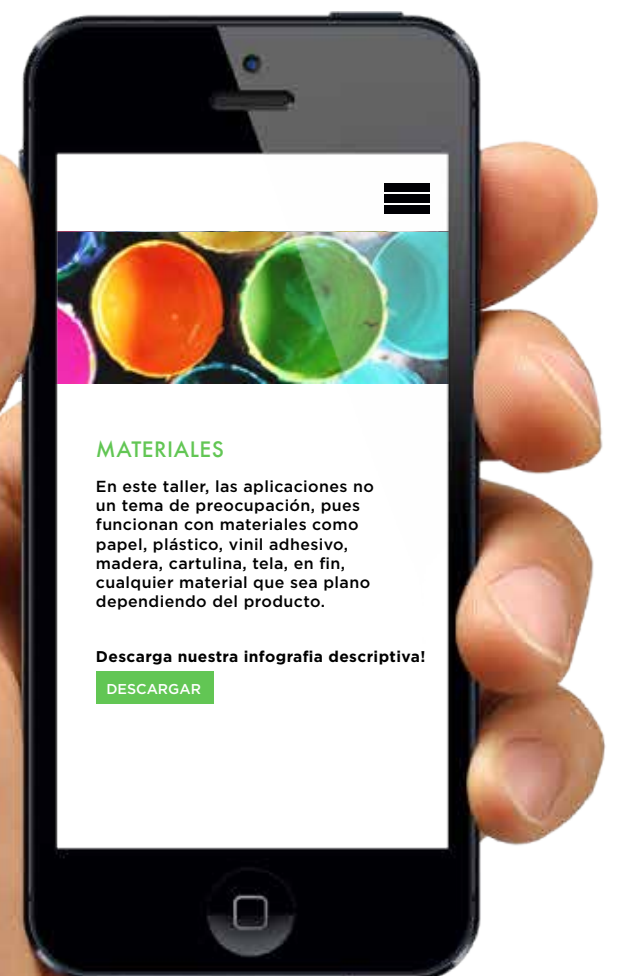 MATERIALES
En este taller, las aplicaciones no
un tema de preocupación, pues
funcionan con materiales como
papel, plástico, vinil adhesivo,
madera, cartulina, tela, en fin,
cualquier material que sea plano
dependiendo del producto.
Descarga nuestra infografia descriptiva!
DESCARGAR